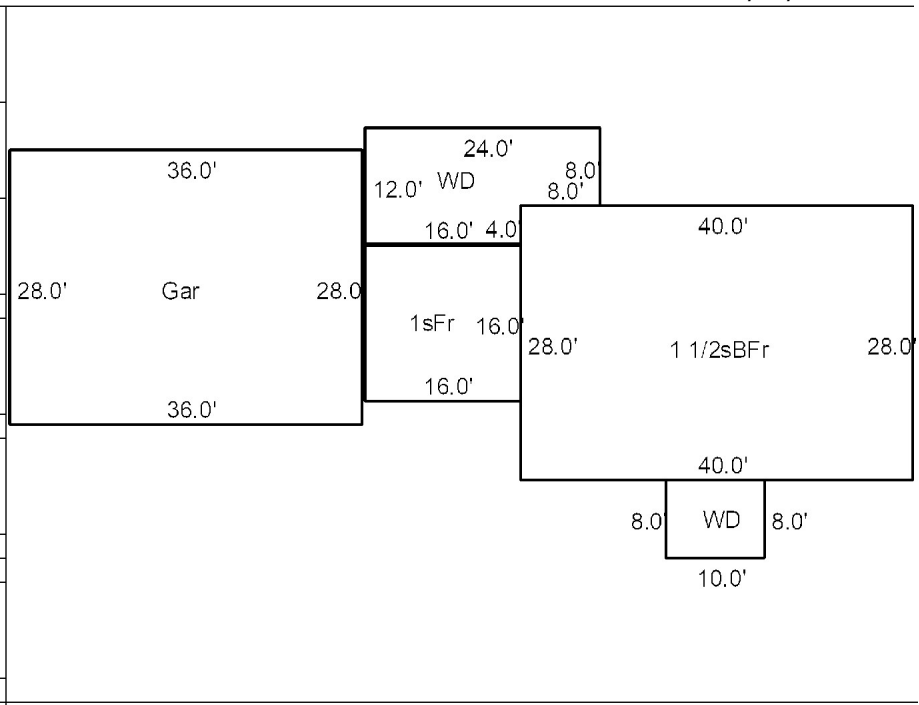 24.0'
36.0'
8.0'
12.0' WD 8.0'
16.0' 4.0' 40.0'
28.0' Gar 28.0
1sFr 16.0'
28.0' 1 1/2sBFr 28.0'
16.0'
36.0'
40.0'
8.0' WD 8.0'
10.0'